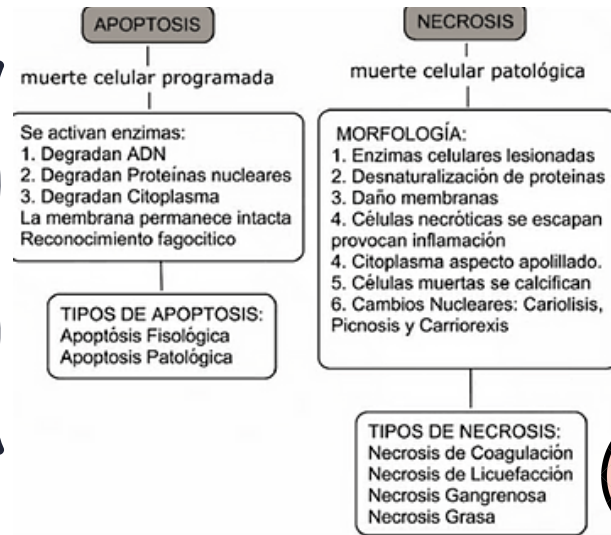 APOPTOSIS
muerte celular programada
Se activan enzimas:
1. Degradan ADN
2. Degradan Proteínas nucleares
3. Degradan Citoplasma
La membrana permanece intacta
Reconocimiento fagocitico
TIPOS DE APOPTOSIS:
Apoptósis Fisológica
Apoptosis Patológica
NECROSIS
muerte celular patológica
MORFOLOGÍA:
1. Enzimas celulares lesionadas
2. Desnaturalización de proteinas
3. Daño membranas
4. Células necróticas se escapan
provocan inflamación
4. Citoplasma aspecto apolillado.
5. Células muertas se calcifican
6. Cambios Nucleares: Cariolisis,
Picnosis y Carriorexis
TIPOS DE NECROSIS:
Necrosis de Coagulación
Necrosis de Licuefacción
Necrosis Gangrenosa
Necrosis Grasa